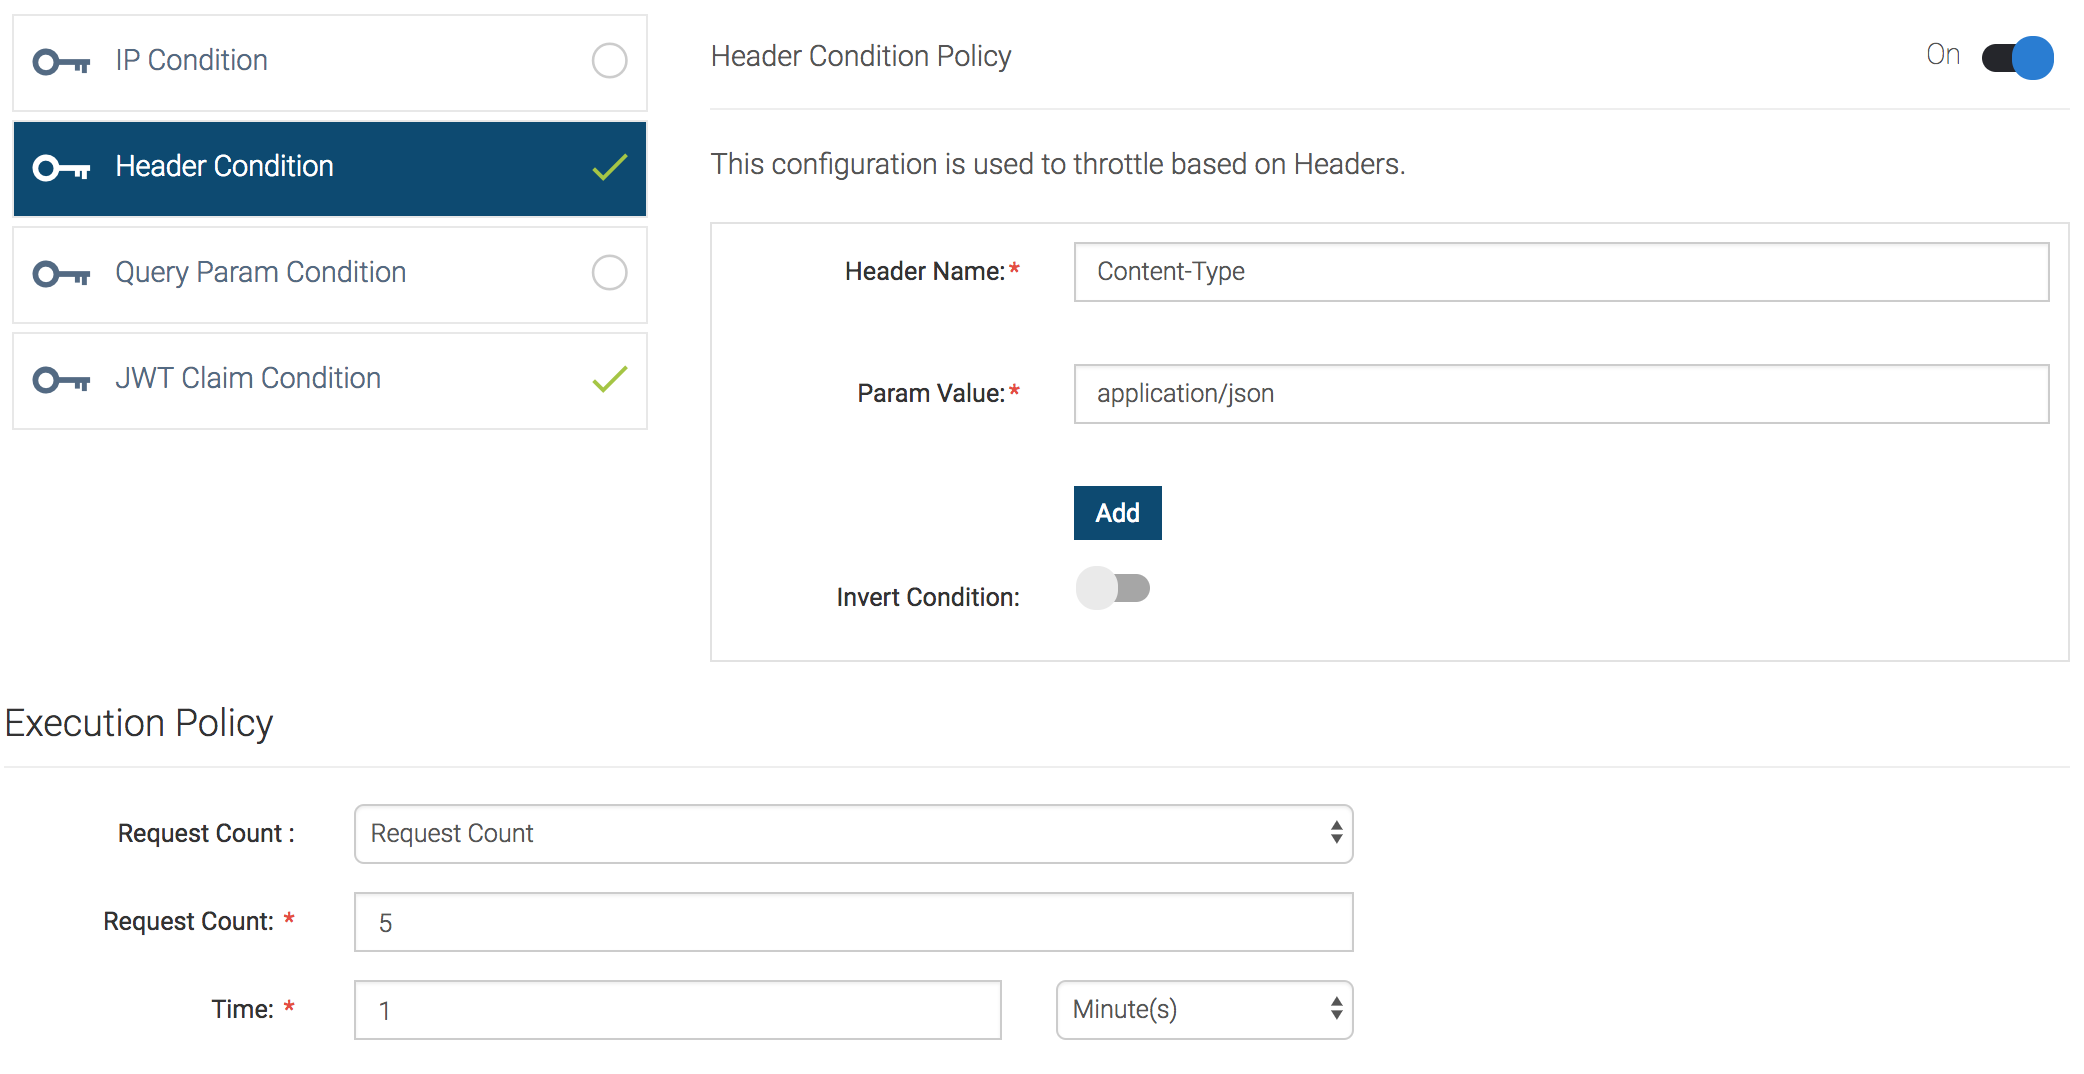 IP Condition
Header Condition
Query Param Condition
JWT Claim Condition
Header Condition Policy
On
This configuration is used to throttle based on Headers.
Header Name:* Content-Type
Param Value:* application/json
Add
Invert Condition:
Execution Policy
Request Count : Request Count
Request Count: * 5
Time: * 1 Minute(s)